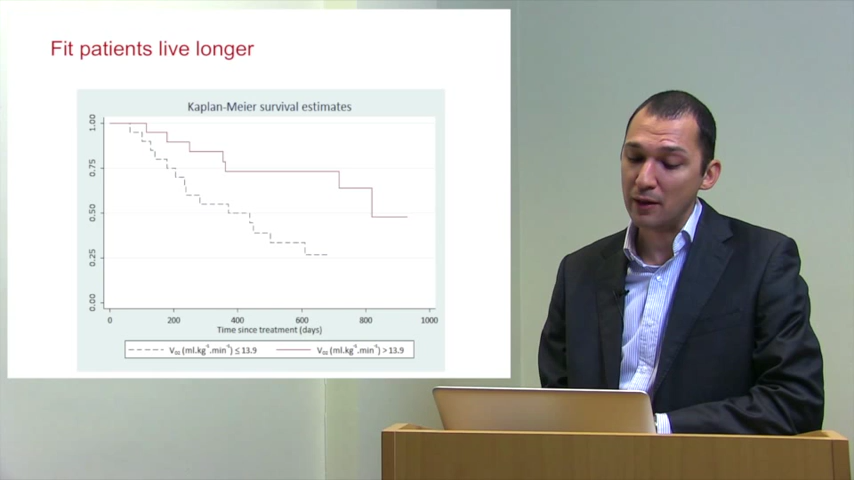 Fit patients live longer
Kaplan-Meier survival estimates
1.00
0.75
0.50
0.25
0.00
0 200 400 600 800 1000
Time since treatment (days)
V₀₂ (ml.kg⁻¹.min⁻¹) ≤ 13.9 V₀₂ (ml.kg⁻¹.min⁻¹) > 13.9